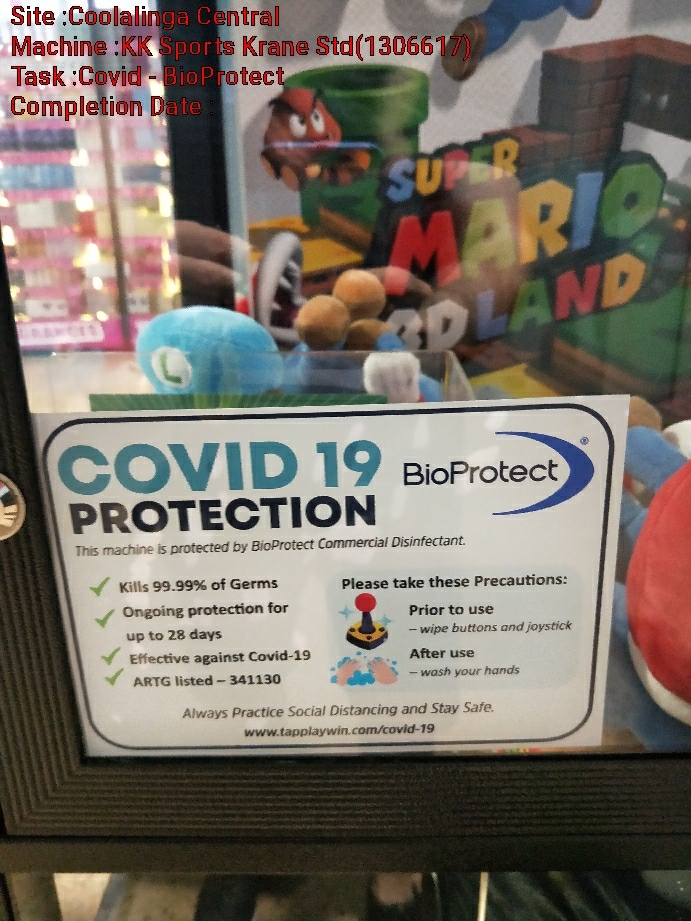 Site :Coolalinga Central
Machine :KK Sports Krane Std(1306617)
Task :Covid - BioProtect
Completion Date :
SUPER
MARIO
3D LAND
L
COVID 19
PROTECTION
BioProtect®
This machine is protected by BioProtect Commercial Disinfectant.
Kills 99.99% of Germs
Ongoing protection for
up to 28 days
Effective against Covid-19
ARTG listed – 341130
Please take these Precautions:
Prior to use
– wipe buttons and joystick
After use
– wash your hands
Always Practice Social Distancing and Stay Safe.
www.tapplaywin.com/covid-19